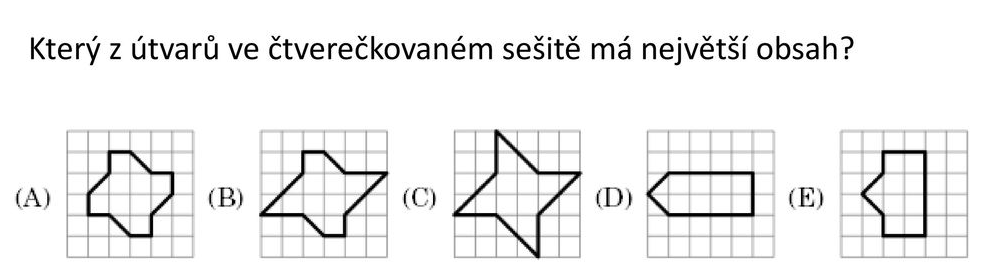 Který z útvarů ve čtverečkovaném sešitě má největší obsah?
(A) (B) (C) (D) (E)